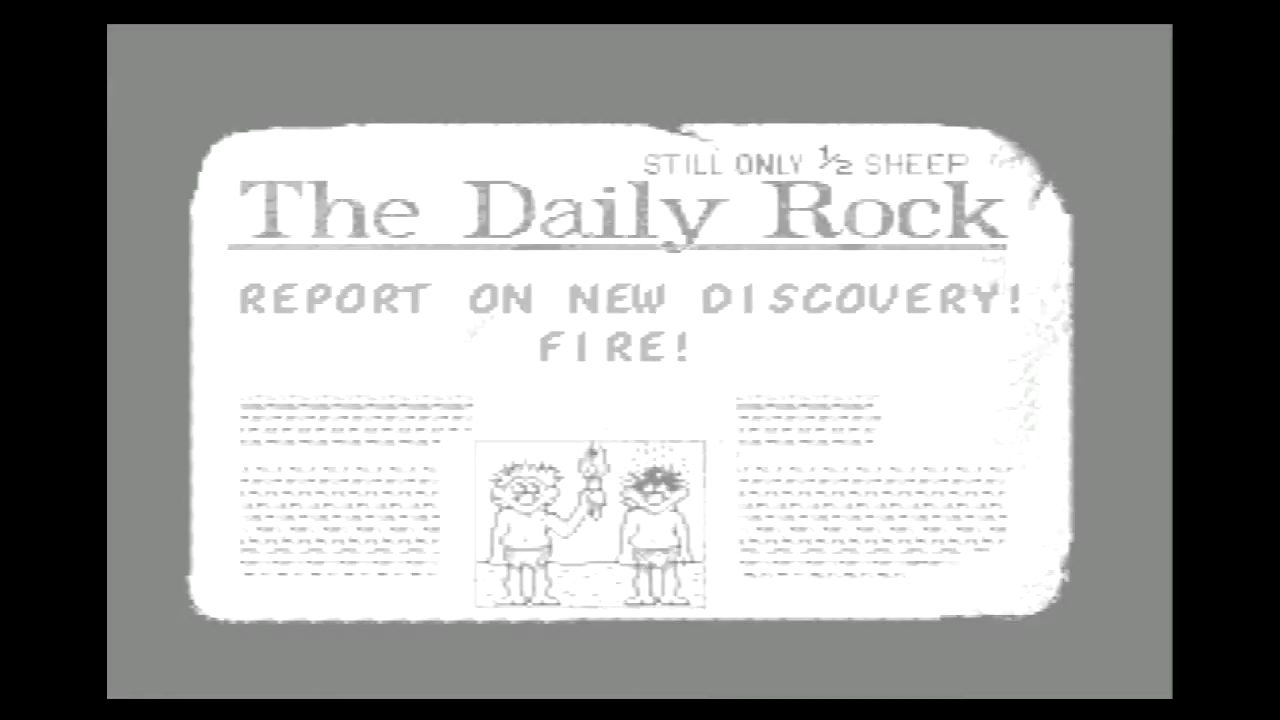 STILL ONLY ½ SHEEP
The Daily Rock
REPORT ON NEW DISCOVERY!
FIRE!